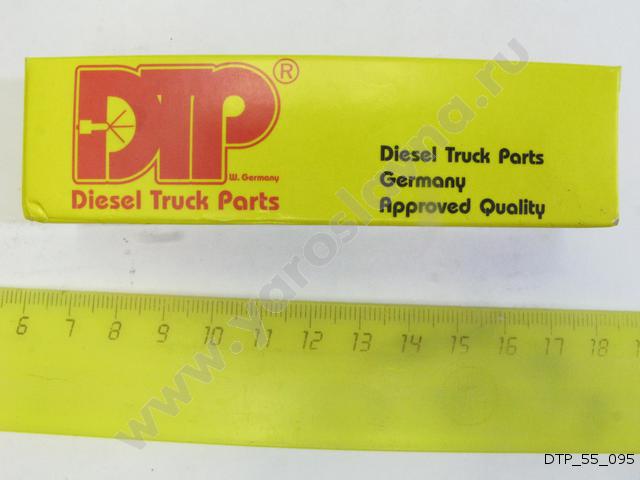 DTP®
W. Germany
Diesel Truck Parts
Diesel Truck Parts
Germany
Approved Quality
6 7 8 9 10 11 12 13 14 15 16 17 18
www.yaroslavna.ru
DTP_55_095